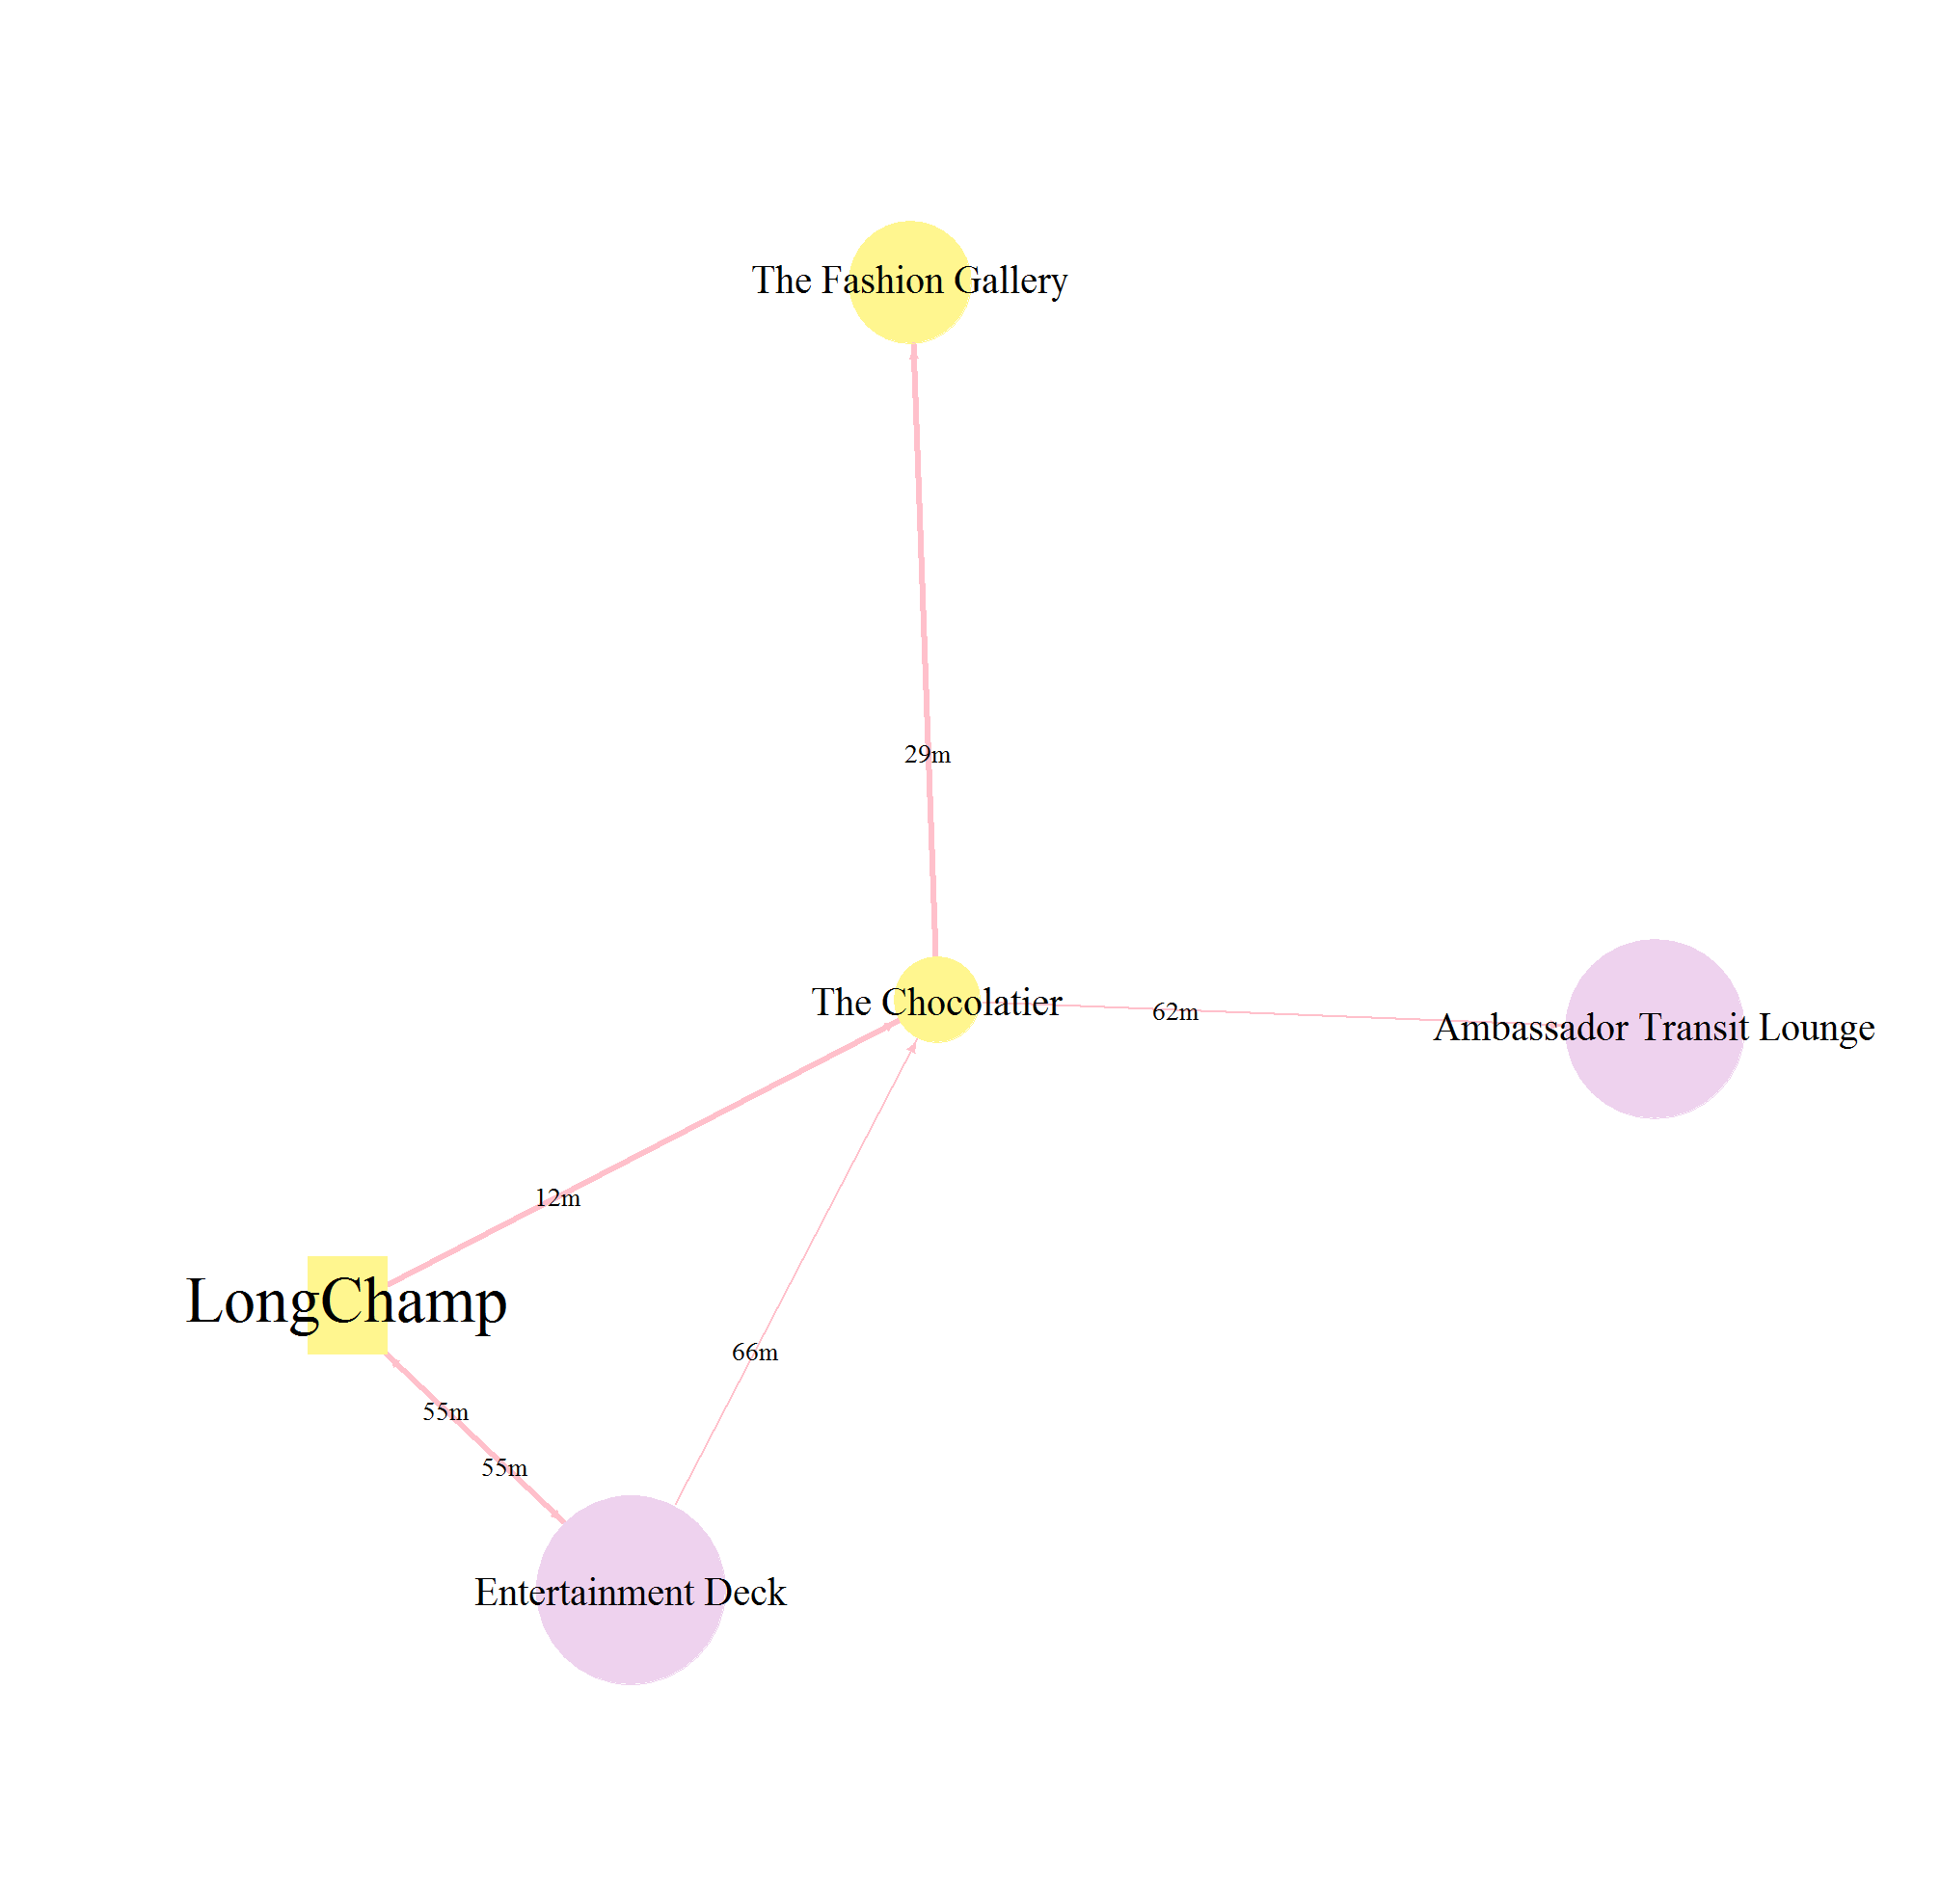 The Fashion Gallery
29m
The Chocolatier
62m
Ambassador Transit Lounge
12m
LongChamp
66m
55m
55m
Entertainment Deck